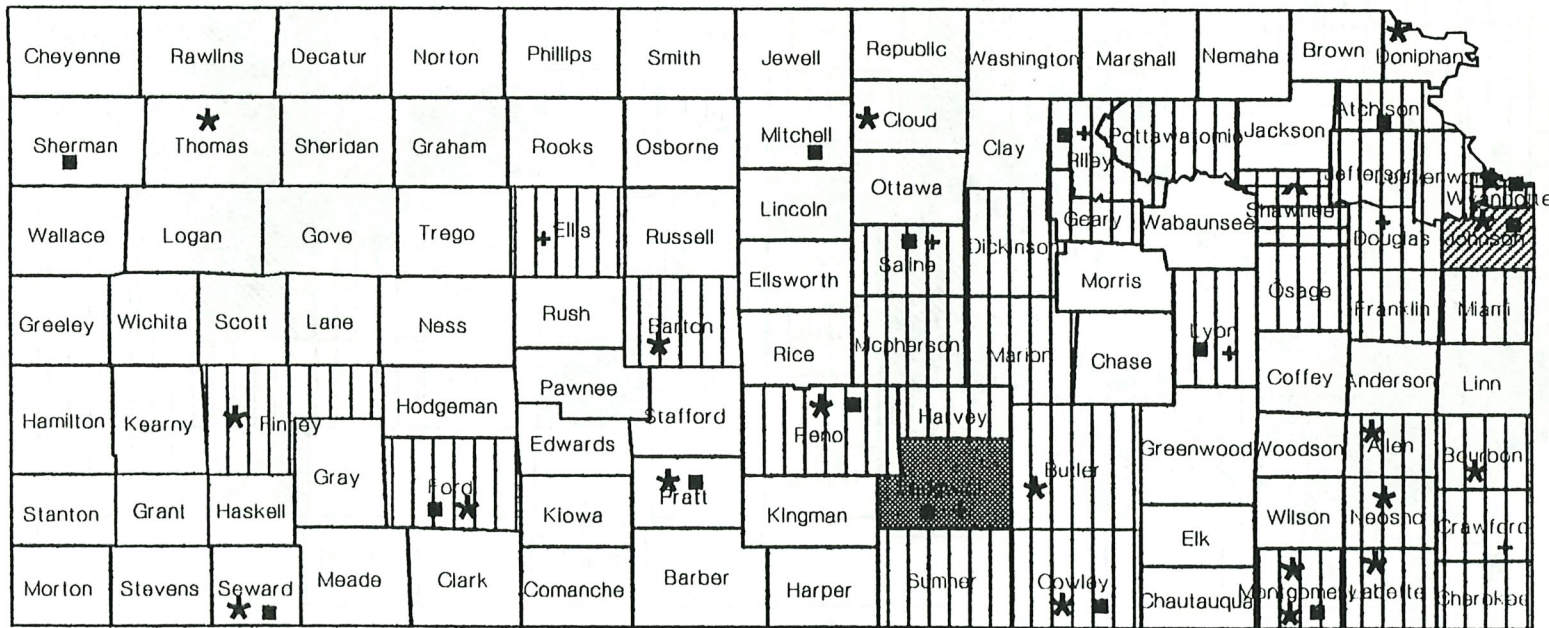 Cheyenne Rawlins Decatur Norton Phillips Smith Jewell Republic Washington Marshall Nemaha Brown Doniphan
Sherman Thomas Sheridan Graham Rooks Osborne Mitchell Cloud Clay Riley Pottawatomie Jackson Atchison
Ottawa Jefferson
Wallace Logan Gove Trego Ellis Russell Lincoln Saline Dickinson Geary Wabaunsee Shawnee Douglas Johnson Wyandotte
Ellsworth Morris Osage
Greeley Wichita Scott Lane Ness Rush Barton Rice Mcpherson Marion Chase Lyon Franklin Miami
Hamilton Kearny Finney Hodgeman Pawnee Stafford Reno Harvey Coffey Anderson Linn
Gray Ford Edwards Pratt Butler Greenwood Woodson Allen Bourbon
Stanton Grant Haskell Kiowa Kingman Elk Wilson Neosho Crawford
Morton Stevens Seward Meade Clark Comanche Barber Harper Sumner Cowley Chautauqua Montgomery Labette Cherokee